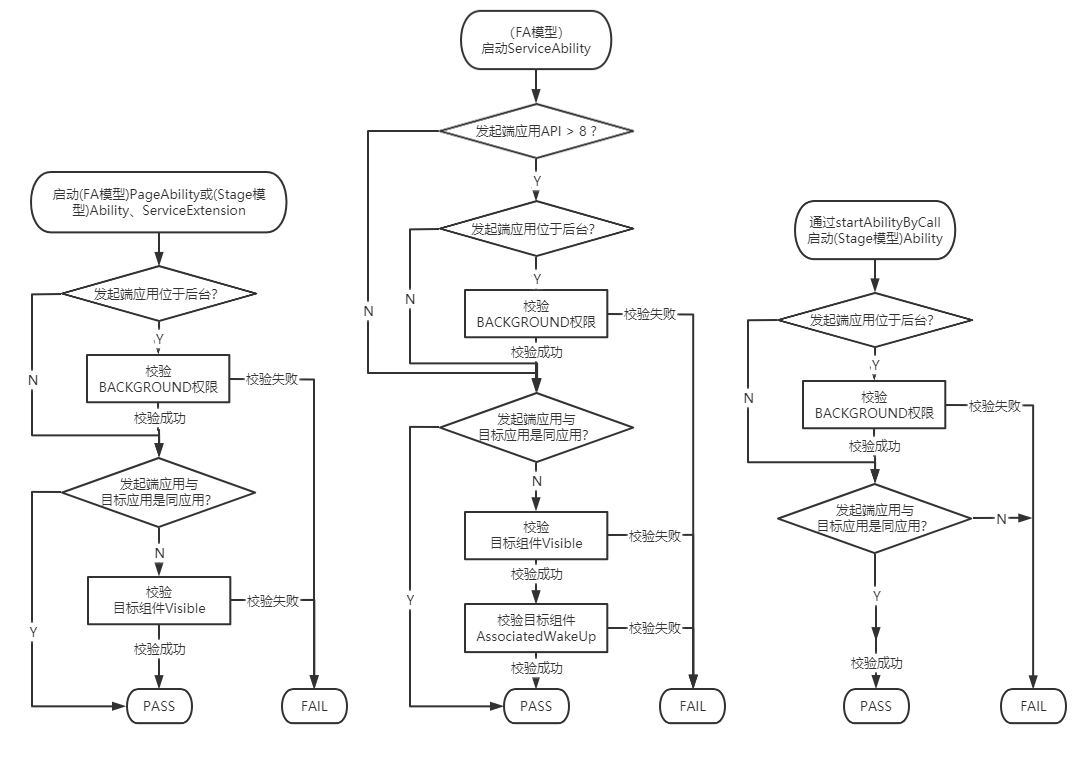 启动(FA模型)PageAbility或(Stage模
型)Ability、ServiceExtension
发起端应用位于后台?
Y
N
校验
BACKGROUND权限
校验失败
校验成功
发起端应用与
目标应用是同应用?
N
Y
校验
目标组件Visible
校验失败
校验成功
PASS
FAIL
（FA模型）
启动ServiceAbility
发起端应用API > 8 ?
Y
N
发起端应用位于后台?
Y
N
校验
BACKGROUND权限
校验失败
校验成功
发起端应用与
目标应用是同应用?
N
Y
校验
目标组件Visible
校验失败
校验成功
校验目标组件
AssociatedWakeUp
校验失败
校验成功
PASS
FAIL
通过startAbilityByCall
启动(Stage模型)Ability
发起端应用位于后台?
Y
N
校验
BACKGROUND权限
校验失败
校验成功
发起端应用与
目标应用是同应用?
N
Y
校验成功
PASS
FAIL